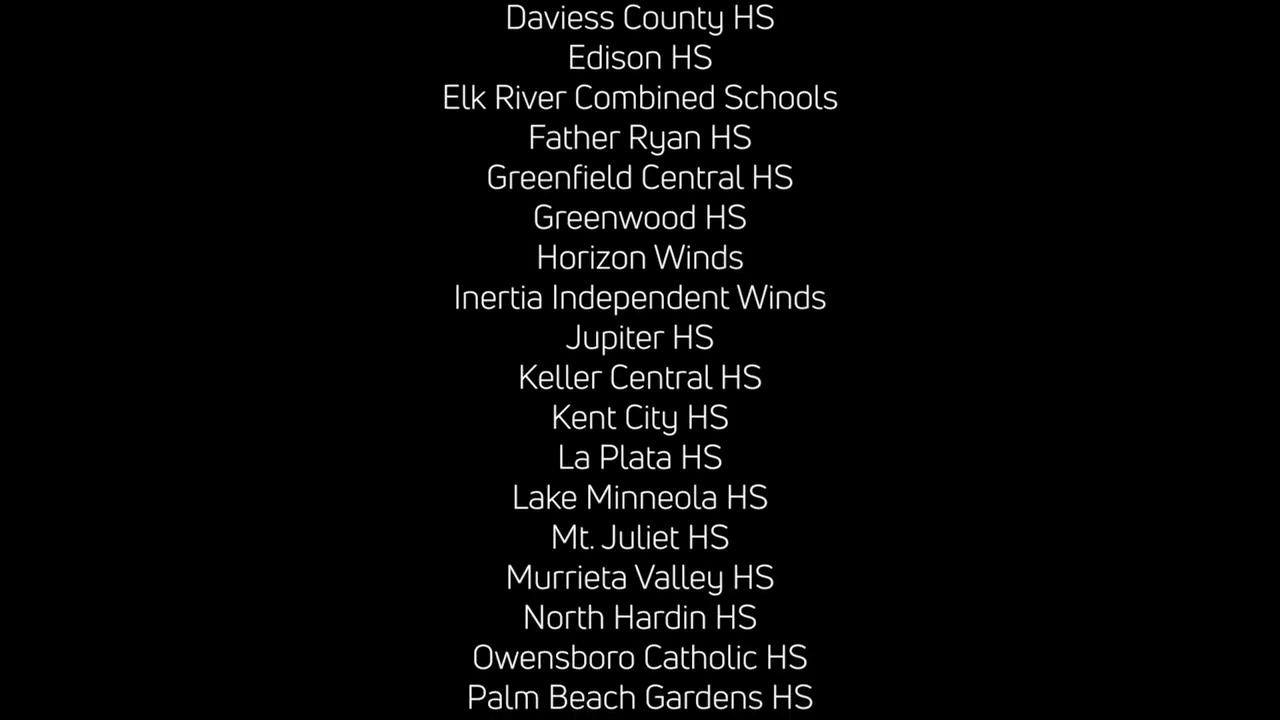 Daviess County HS
Edison HS
Elk River Combined Schools
Father Ryan HS
Greenfield Central HS
Greenwood HS
Horizon Winds
Inertia Independent Winds
Jupiter HS
Keller Central HS
Kent City HS
La Plata HS
Lake Minneola HS
Mt. Juliet HS
Murrieta Valley HS
North Hardin HS
Owensboro Catholic HS
Palm Beach Gardens HS